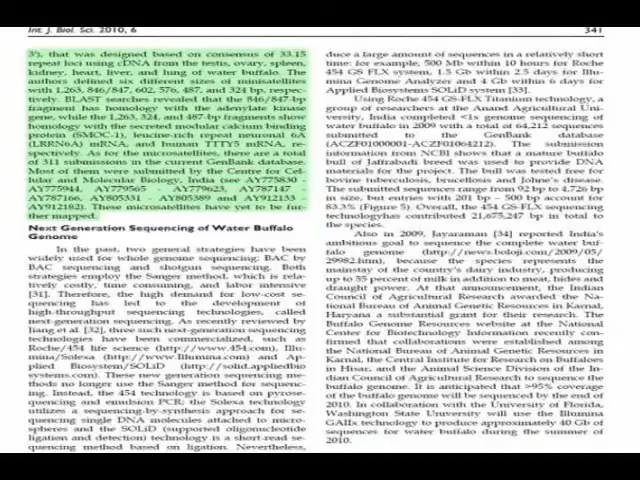 Int. J. Biol. Sci. 2010, 6
341
3'), that was designed based on consensus of 33.15
repeat loci using cDNA from the testis, ovary, spleen,
kidney, heart, liver, and lung of water buffalo. The
authors defined six different sizes of minisatellites
with 1,263, 846/847, 602, 576, 487, and 324 bp, respec-
tively. BLAST searches revealed that the 846/847-bp
fragment has homology with the adenylate kinase
gene, while the 1,263, 324, and 487-bp fragments show
homology with the secreted modular calcium binding
protein (SMOC-1), leucine-rich repeat neuronal 6A
(LRRN6A) mRNA, and human TTTY5 mRNA, re-
spectively. As for the microsatellites, there are a total
of 311 submissions in the current GenBank database.
Most of them were submitted by the Centre for Cel-
lular and Molecular Biology, India (see AY775830 -
AY775944, AY779565 - AY779623, AY787147 -
AY787166, AY805331 - AY805389 and AY912133 -
AY912182). These microsatellites have yet to be fur-
ther mapped.
Next Generation Sequencing of Water Buffalo
Genome
In the past, two general strategies have been
widely used for whole genome sequencing: BAC by
BAC sequencing and shotgun sequencing. Both
strategies employ the Sanger method, which is rela-
tively costly, time consuming, and labor intensive
[31]. Therefore, the high demand for low-cost se-
quencing has led to the development of
high-throughput sequencing technologies, called
next-generation sequencing. As recently reviewed by
Jiang et al. [32], three such next-generation sequencing
technologies have been commercialized, such as
Roche/454 life science (http://www.454.com), Illu-
mina/Solexa (http://www.Illumina.com) and Ap-
plied Biosystem/SOLiD (http://solid.appliedbio
systems.com). These new generation sequencing me-
thods no longer use the Sanger method for sequenc-
ing. Instead, the 454 technology is based on pyrose-
quencing and emulsion PCR; the Solexa technology
utilizes a sequencing-by-synthesis approach for se-
quencing single DNA molecules attached to micro-
spheres and the SOLiD (supported oligonucleotide
ligation and detection) technology is a short-read se-
quencing method based on ligation. Nevertheless,
duce a large amount of sequences in a relatively short
time: for example, 500 Mb within 10 hours for Roche
454 GS FLX system, 1.5 Gb within 2.5 days for Illu-
mina Genome Analyzer and 4 Gb within 6 days for
Applied Biosystems SOLiD system [33].
Using Roche 454 GS-FLX Titanium technology, a
group of researchers at the Anand Agricultural Uni-
versity, India completed <1x genome sequencing of
water buffalo in 2009 with a total of 64,212 sequences
submitted to the GenBank database
(ACZF01000001-ACZF01064212). The submission
information from NCBI shows that a mature buffalo
bull of Jaffrabadi breed was used to provide DNA
materials for the project. The bull was tested free for
bovine tuberculosis, brucellosis and Johne's disease.
The submitted sequences range from 92 bp to 4,726 bp
in size, but entries with 201 bp - 500 bp account for
83.3% (Figure 5). Overall, the 454 GS-FLX sequencing
technologyhas contributed 21,675,247 bp in total to
the species.
Also in 2009, Jayaraman [34] reported India's
ambitious goal to sequence the complete water buf-
falo genome (http://news.boloji.com/2009/05/
29982.htm), because the species represents the
mainstay of the country's dairy industry, producing
up to 55 percent of milk in addition to meat, hides and
draught power. At that announcement, the Indian
Council of Agricultural Research awarded the Na-
tional Bureau of Animal Genetic Resources in Karnal,
Haryana a substantial grant for their research. The
Buffalo Genome Resources website at the National
Center for Biotechnology Information recently con-
firmed that collaborations were established among
the National Bureau of Animal Genetic Resources in
Karnal, the Central Institute for Research on Buffaloes
in Hisar, and the Animal Science Division of the In-
dian Council of Agricultural Research to sequence the
buffalo genome. It is anticipated that >95% coverage
of the buffalo genome will be sequenced by the end of
2010. In collaboration with the University of Florida,
Washington State Unruversity will use the Illumina
GAIIx technology to produce approximately 40 Gb of
sequences for water buffalo during the summer of
2010.